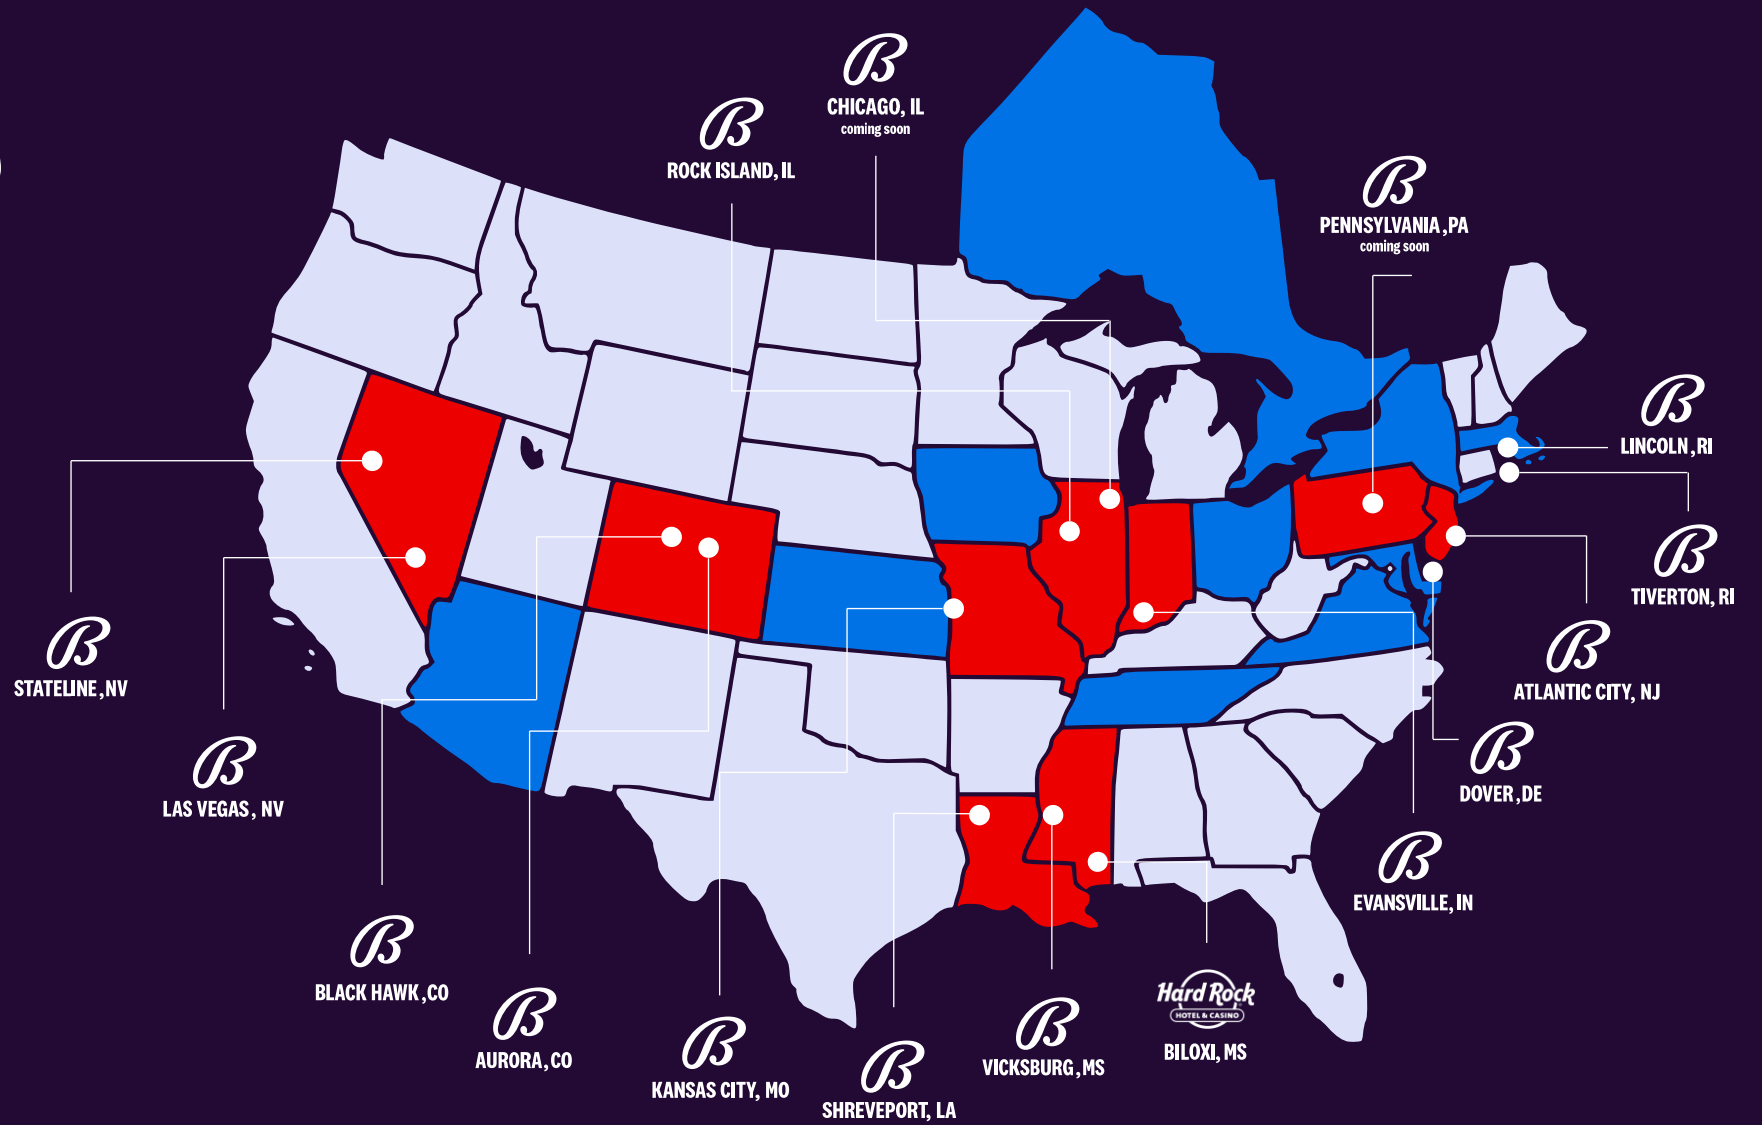 B
CHICAGO, IL
coming soon
B
ROCK ISLAND, IL
B
PENNSYLVANIA, PA
coming soon
B
LINCOLN, RI
B
TIVERTON, RI
B
STATELINE, NV
B
ATLANTIC CITY, NJ
B
LAS VEGAS, NV
B
DOVER, DE
B
EVANSVILLE, IN
B
BLACK HAWK, CO
B
AURORA, CO
B
KANSAS CITY, MO
B
SHREVEPORT, LA
B
VICKSBURG, MS
Hard Rock
HOTEL & CASINO
BILOXI, MS